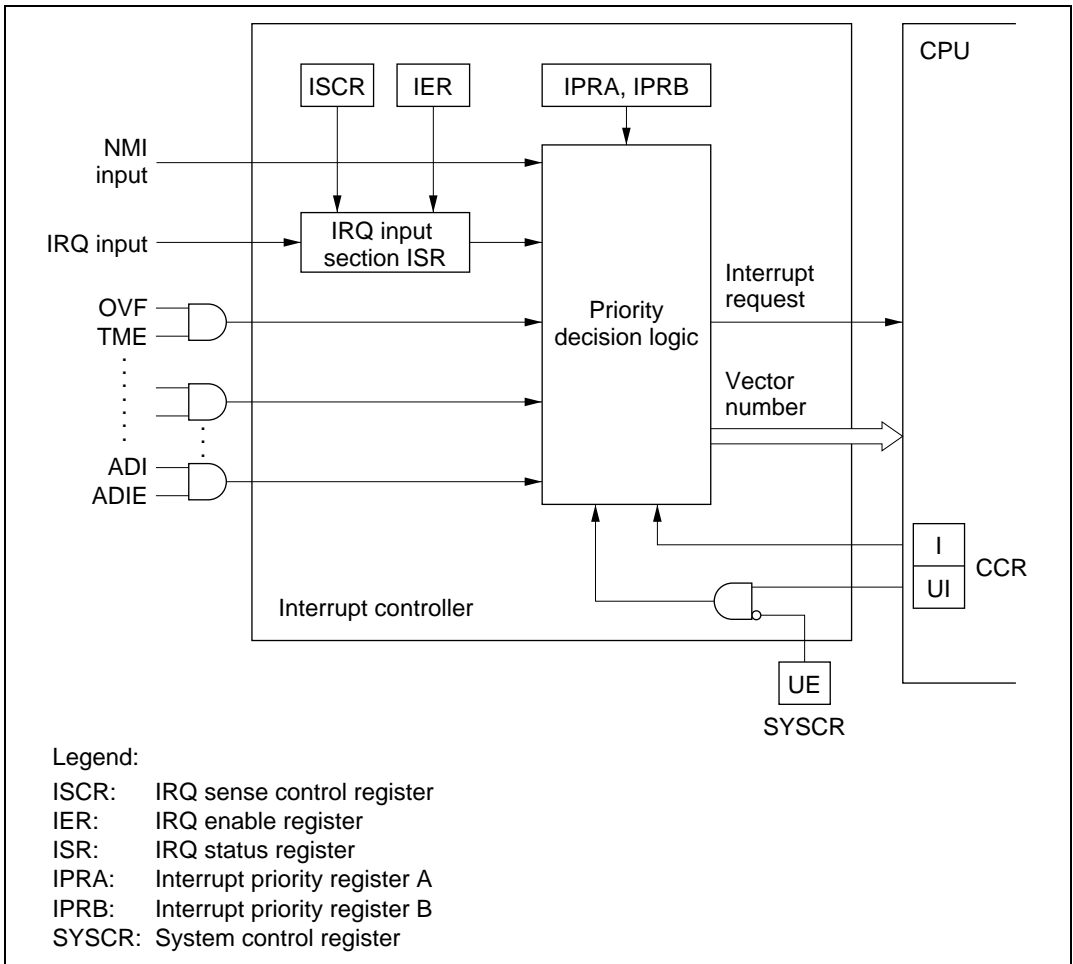 CPU
ISCR
IER
IPRA, IPRB
NMI
input
IRQ input
IRQ input
section ISR
OVF
TME
Priority
decision logic
Interrupt
request
Vector
number
ADI
ADIE
I
UI
CCR
Interrupt controller
UE
SYSCR
Legend:
ISCR: IRQ sense control register
IER: IRQ enable register
ISR: IRQ status register
IPRA: Interrupt priority register A
IPRB: Interrupt priority register B
SYSCR: System control register